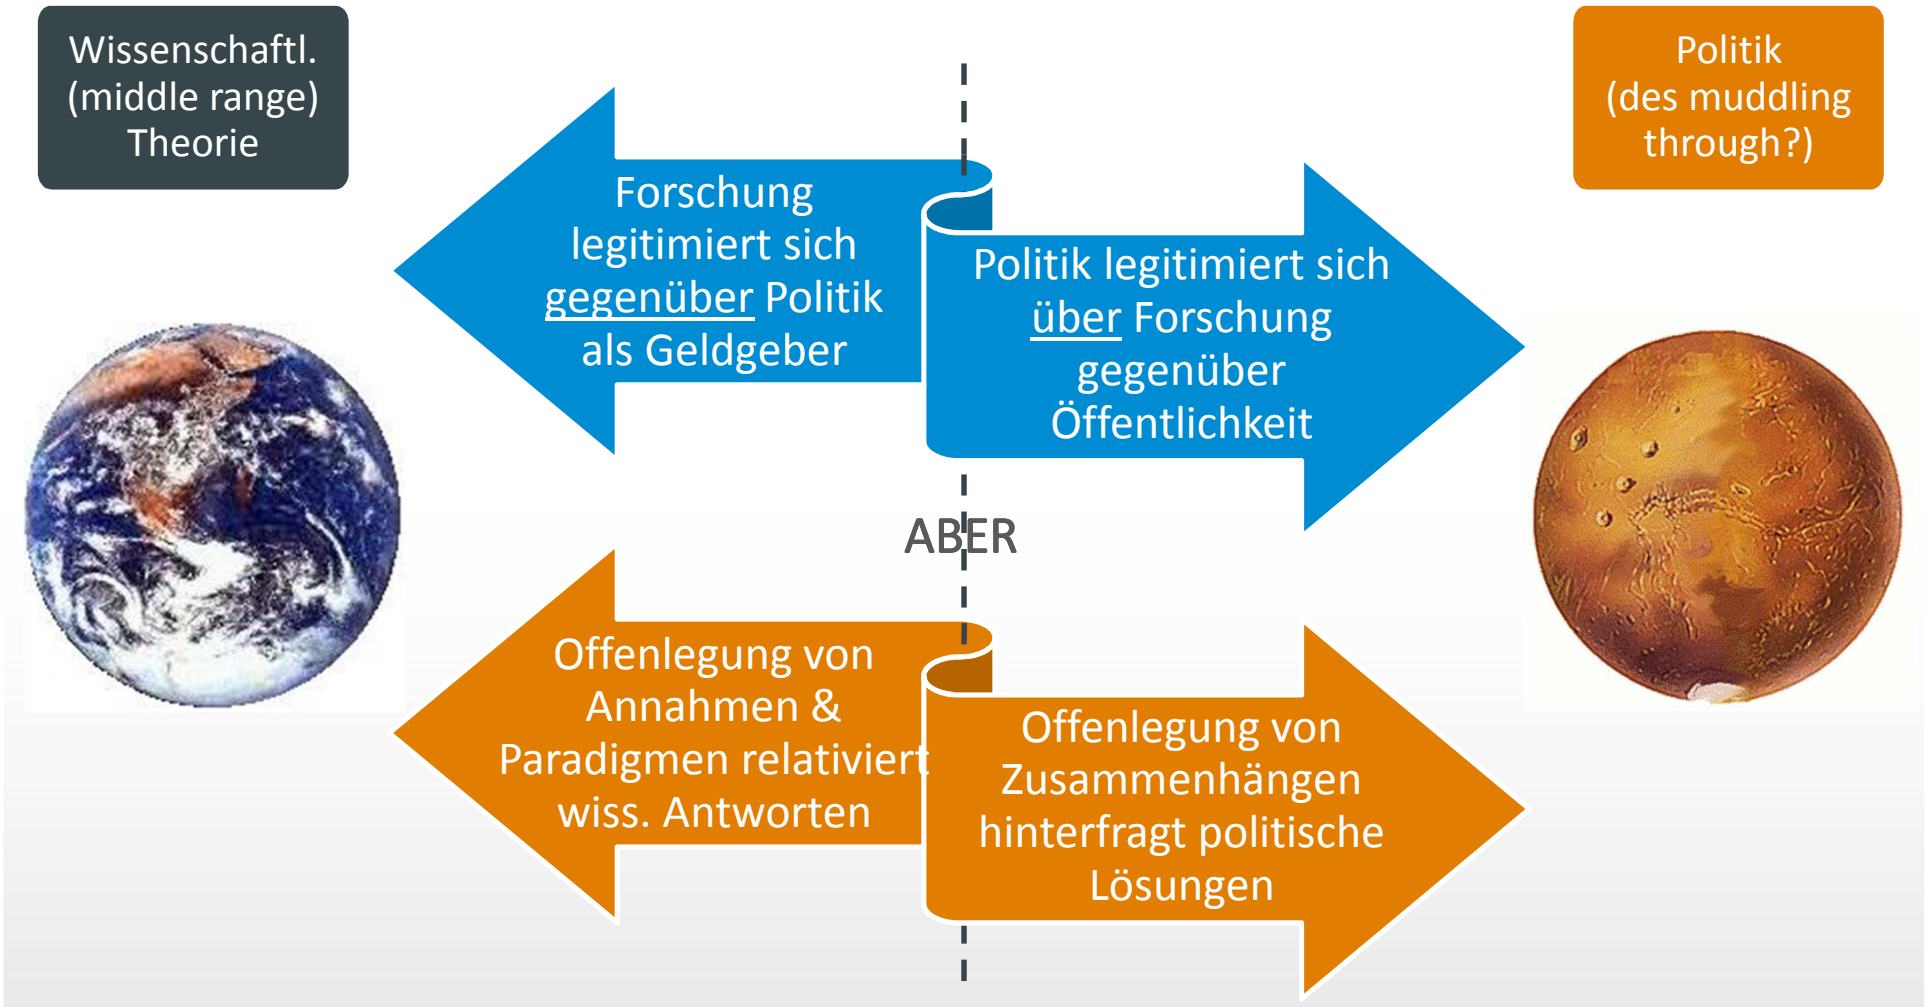 Wissenschaftl.
(middle range)
Theorie
Politik
(des muddling
through?)
Forschung
legitimiert sich
gegenüber Politik
als Geldgeber
Politik legitimiert sich
über Forschung
gegenüber
Öffentlichkeit
ABER
Offenlegung von
Annahmen &
Paradigmen relativiert
wiss. Antworten
Offenlegung von
Zusammenhängen
hinterfragt politische
Lösungen